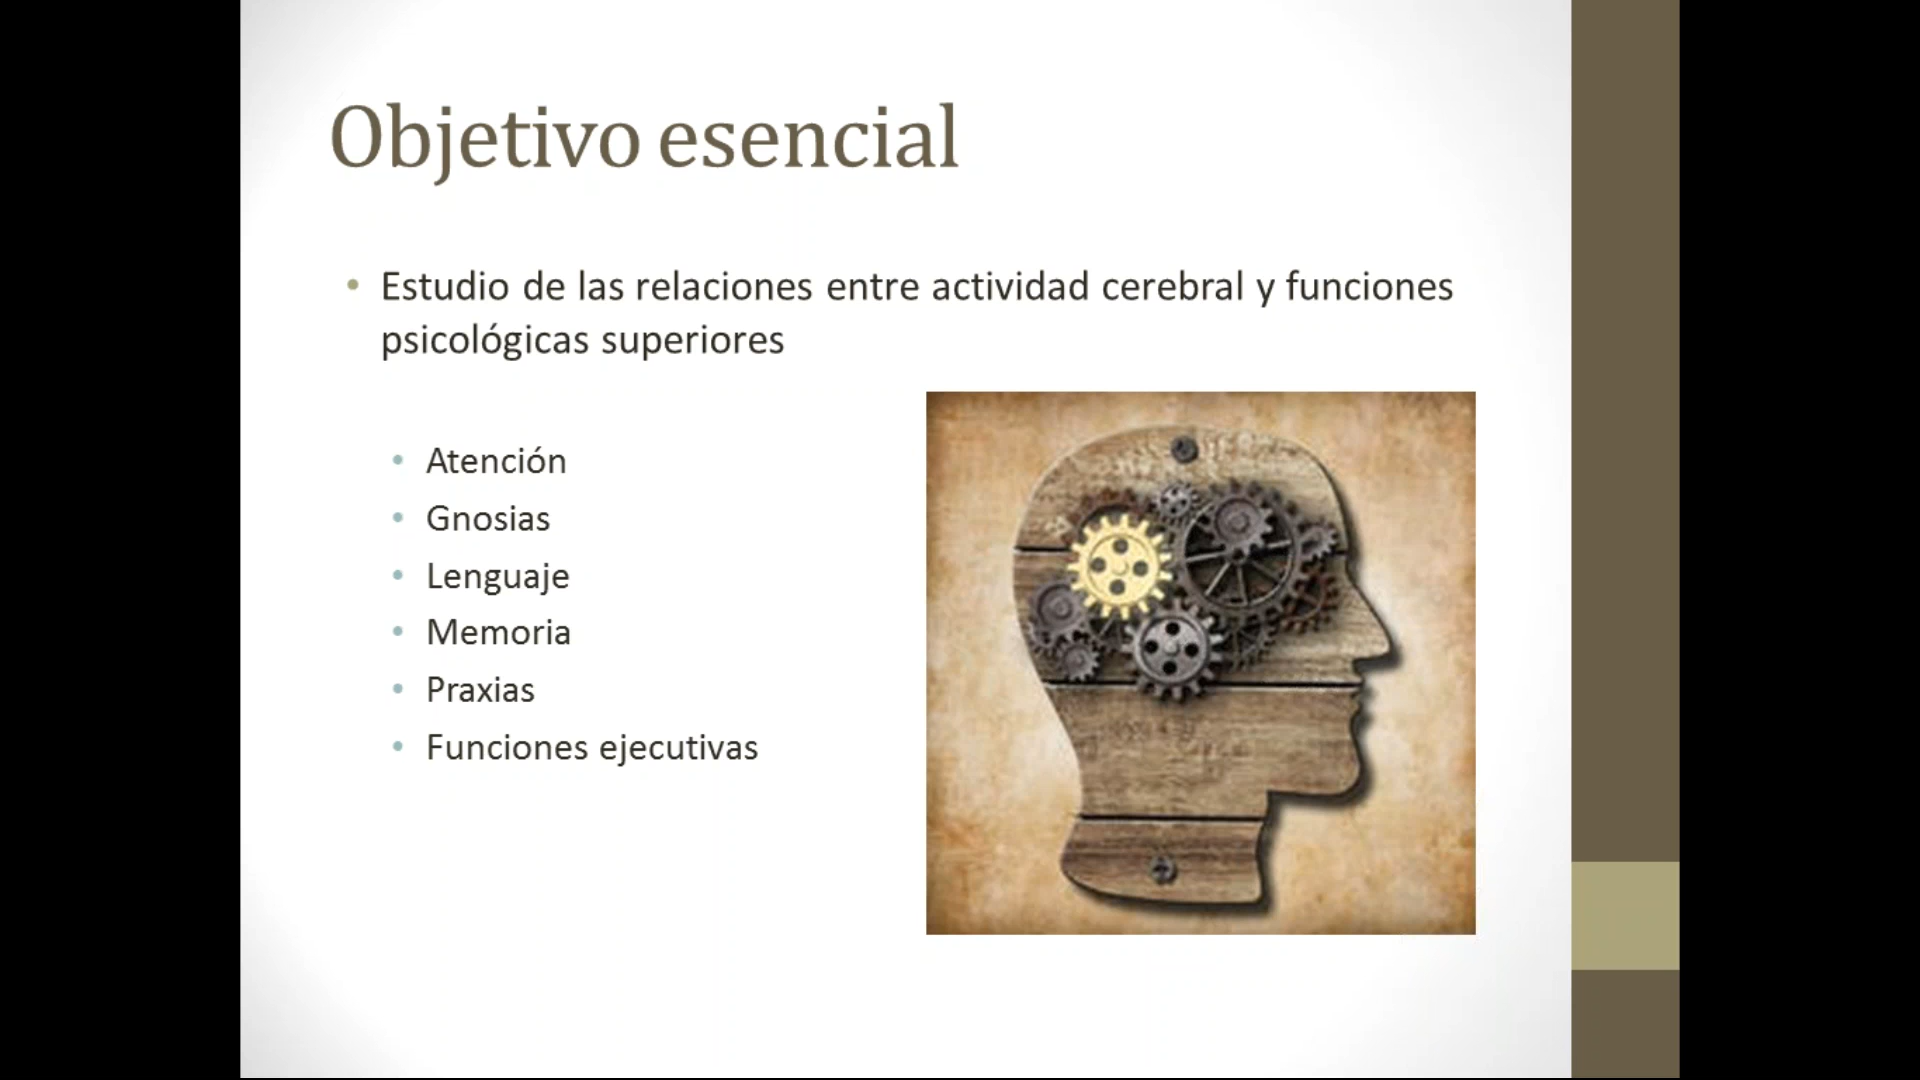 Objetivo esencial
• Estudio de las relaciones entre actividad cerebral y funciones
psicológicas superiores
• Atención
• Gnosias
• Lenguaje
• Memoria
• Praxias
• Funciones ejecutivas